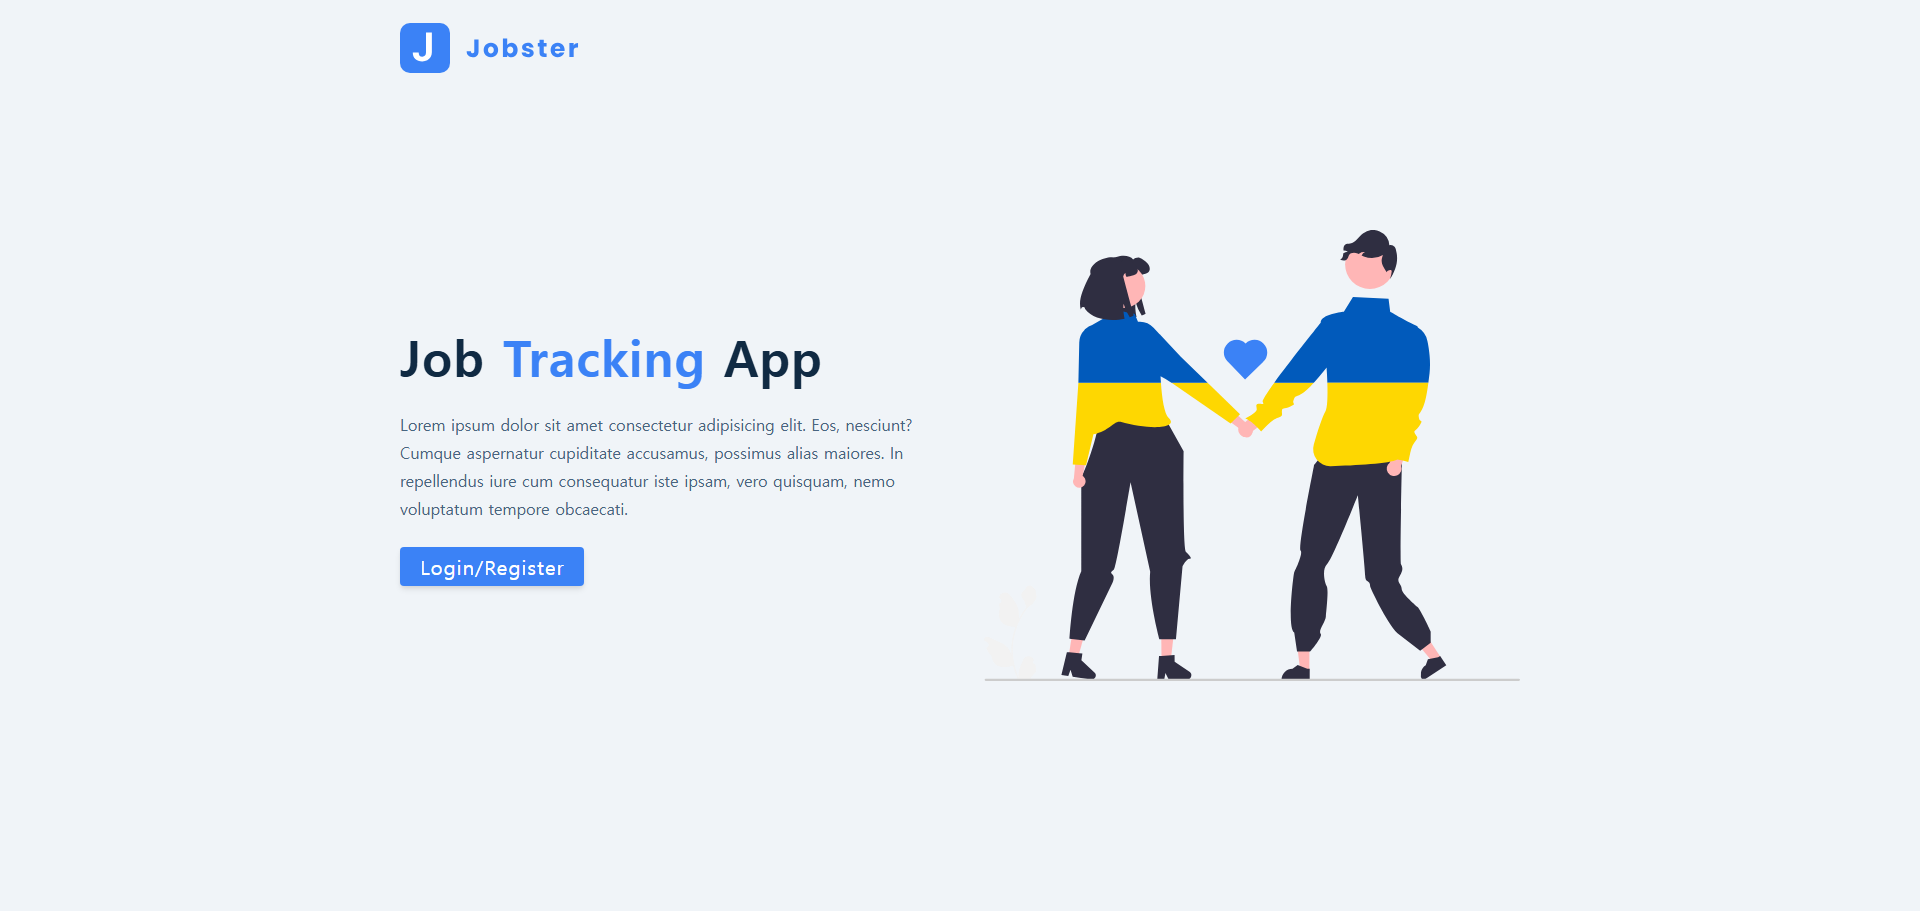 J Jobster
Job Tracking App
Lorem ipsum dolor sit amet consectetur adipisicing elit. Eos, nesciunt?
Cumque aspernatur cupiditate accusamus, possimus alias maiores. In
repellendus iure cum consequatur iste ipsam, vero quisquam, nemo
voluptatum tempore obcaecati.
Login/Register